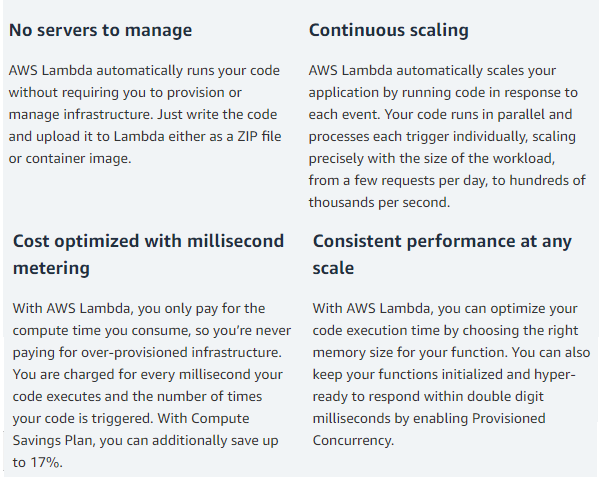 No servers to manage
AWS Lambda automatically runs your code
without requiring you to provision or
manage infrastructure. Just write the code
and upload it to Lambda either as a ZIP file
or container image.
Continuous scaling
AWS Lambda automatically scales your
application by running code in response to
each event. Your code runs in parallel and
processes each trigger individually, scaling
precisely with the size of the workload,
from a few requests per day, to hundreds of
thousands per second.
Cost optimized with millisecond
metering
With AWS Lambda, you only pay for the
compute time you consume, so you’re never
paying for over-provisioned infrastructure.
You are charged for every millisecond your
code executes and the number of times
your code is triggered. With Compute
Savings Plan, you can additionally save up
to 17%.
Consistent performance at any
scale
With AWS Lambda, you can optimize your
code execution time by choosing the right
memory size for your function. You can also
keep your functions initialized and hyper-
ready to respond within double digit
milliseconds by enabling Provisioned
Concurrency.